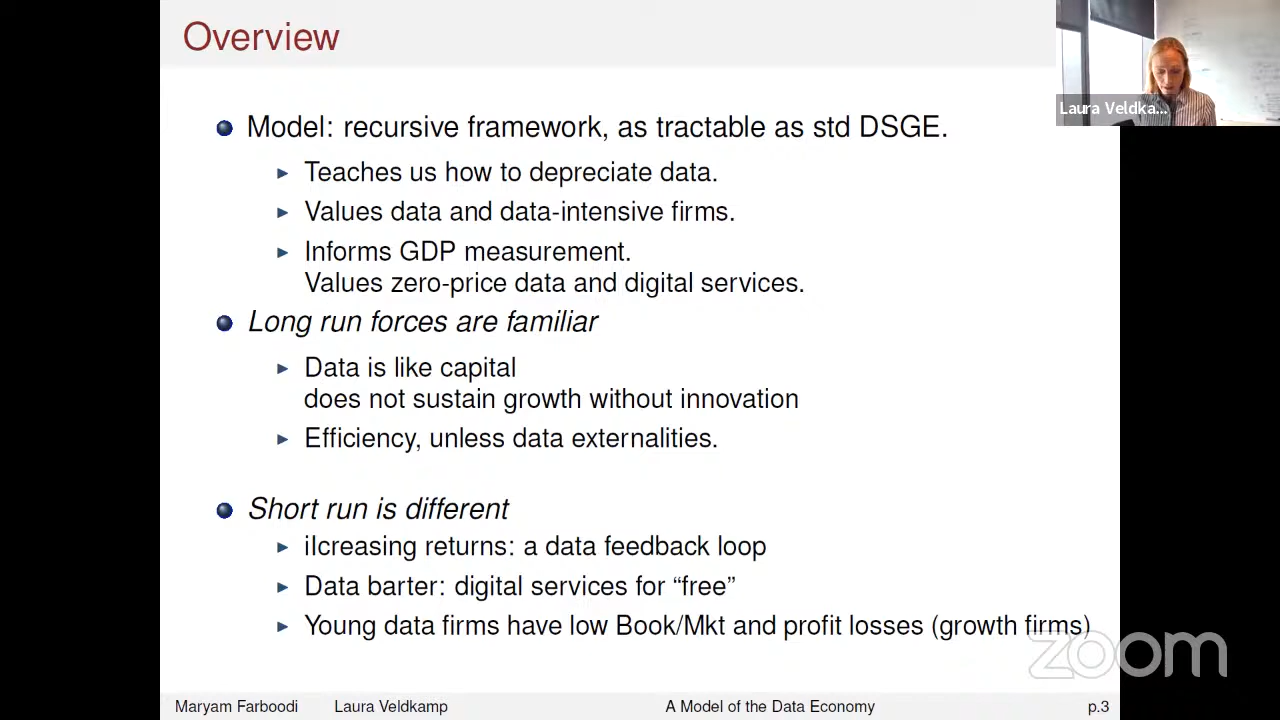 Overview
Laura Veldka...
Model: recursive framework, as tractable as std DSGE.
Teaches us how to depreciate data.
Values data and data-intensive firms.
Informs GDP measurement.
Values zero-price data and digital services.
Long run forces are familiar
Data is like capital
does not sustain growth without innovation
Efficiency, unless data externalities.
Short run is different
iIcreasing returns: a data feedback loop
Data barter: digital services for “free”
Young data firms have low Book/Mkt and profit losses (growth firms)
zoom
Maryam Farboodi Laura Veldkamp A Model of the Data Economy p.3